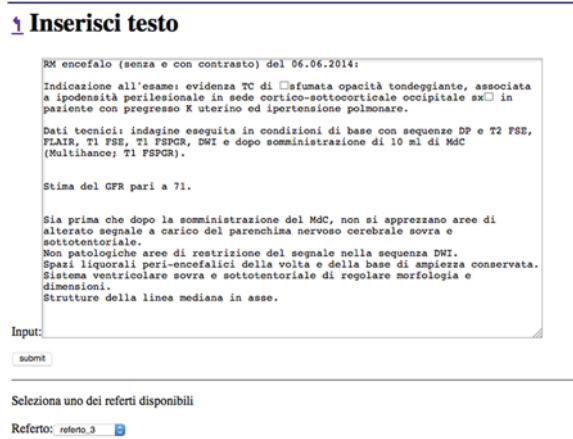 ↰ Inserisci testo
RM encefalo (senza e con contrasto) del 06.06.2014:
Indicazione all'esame: evidenza TC di □sfumata opacità tondeggiante, associata
a ipodensità perilesionale in sede cortico-sottocorticale occipitale sx□ in
paziente con pregresso K uterino ed ipertensione polmonare.
Dati tecnici: indagine eseguita in condizioni di base con sequenze DP e T2 FSE,
FLAIR, T1 FSE, T1 FSPGR, DWI e dopo somministrazione di 10 ml di MdC
(Multihance; T1 FSPGR).
Stima del GFR pari a 71.
Sia prima che dopo la somministrazione del MdC, non si apprezzano aree di
alterato segnale a carico del parenchima nervoso cerebrale sovra e
sottotentoriale.
Non patologiche aree di restrizione del segnale nella sequenza DWI.
Spazi liquorali peri-encefalici della volta e della base di ampiezza conservata.
Sistema ventricolare sovra e sottotentoriale di regolare morfologia e
dimensioni.
Strutture della linea mediana in asse.
Input:
submit
Seleziona uno dei referti disponibili
Referto: referto_3